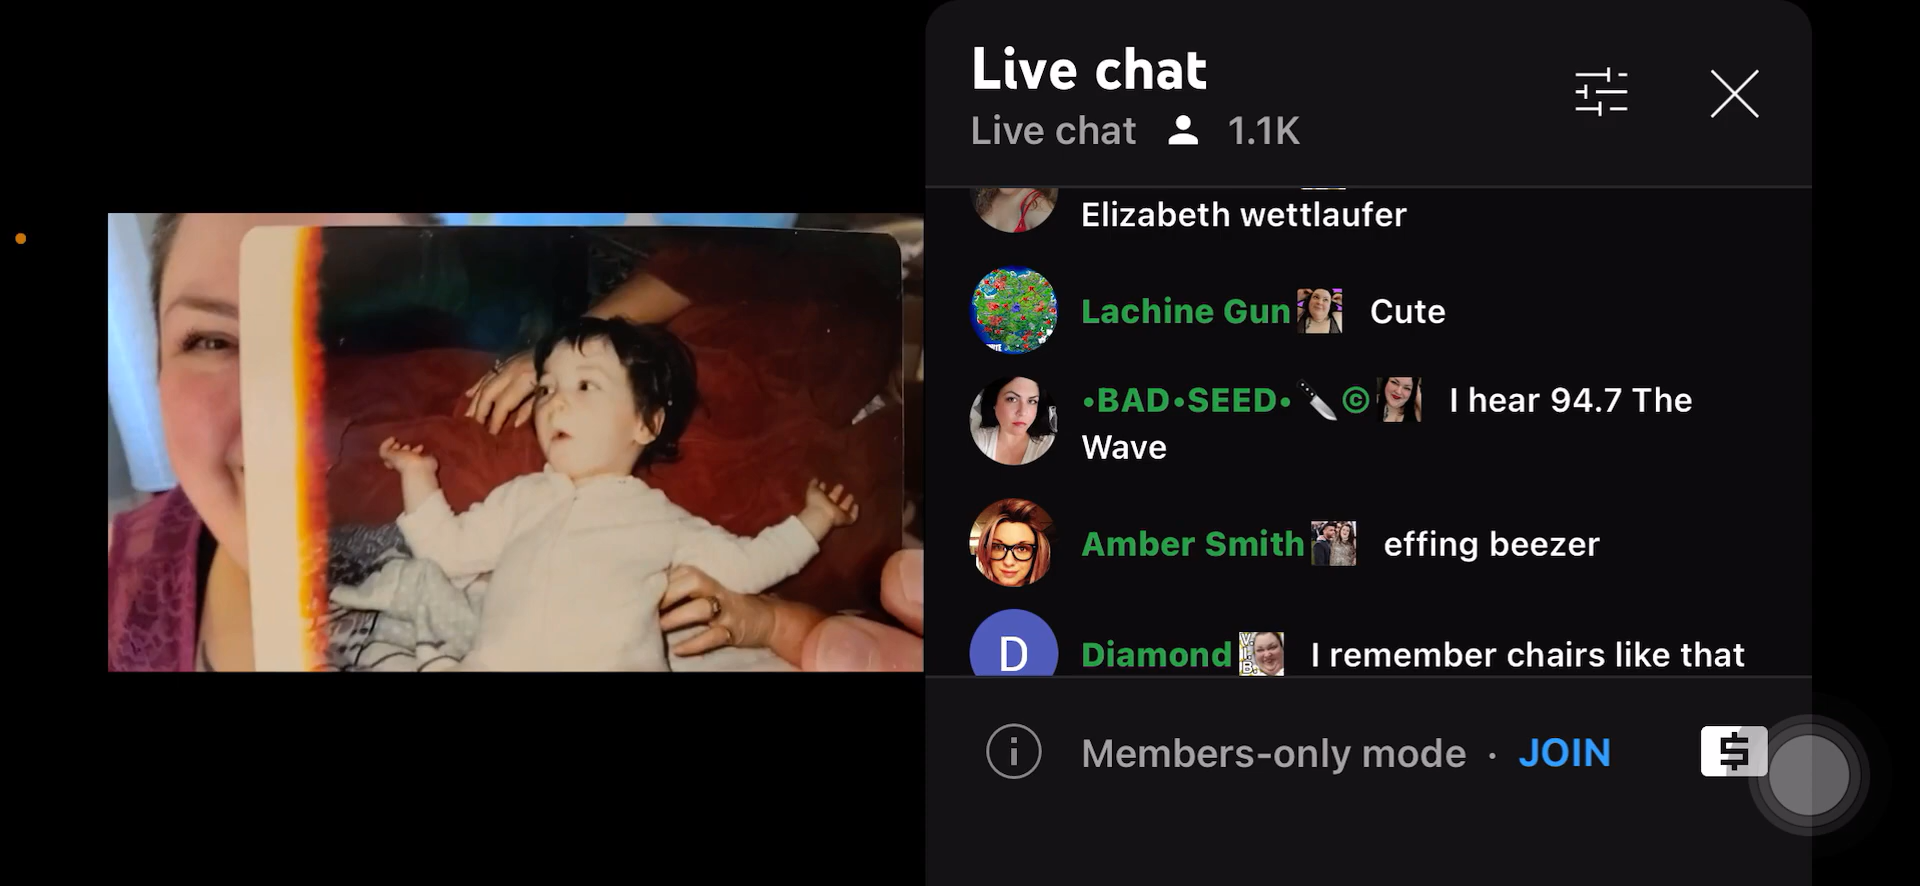 Live chat
Live chat 1.1K
Elizabeth wettlaufer
Lachine Gun Cute
•BAD•SEED•🔪© I hear 94.7 The
Wave
Amber Smith effing beezer
D Diamond I remember chairs like that
Members-only mode · JOIN